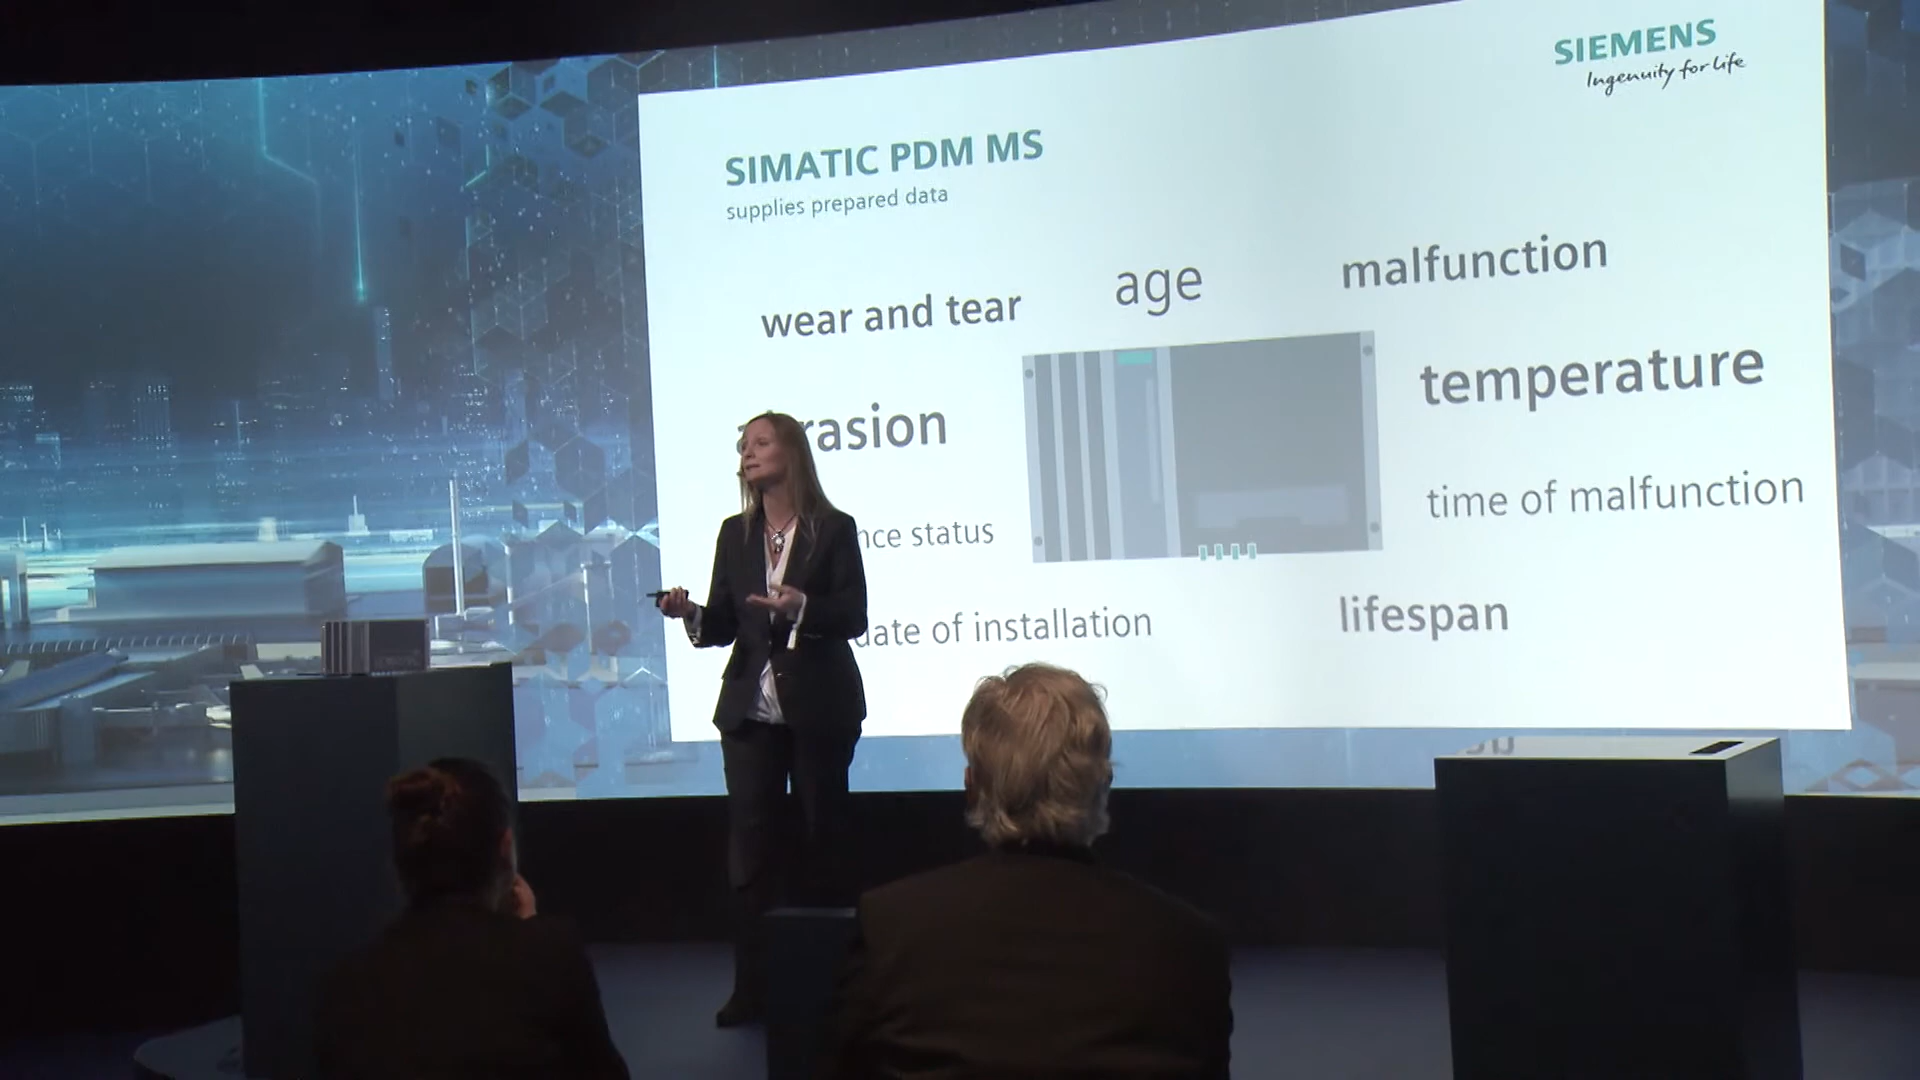 SIEMENS
Ingenuity for life
SIMATIC PDM MS
supplies prepared data
wear and tear
age
malfunction
temperature
rasion
time of malfunction
nce status
date of installation
lifespan